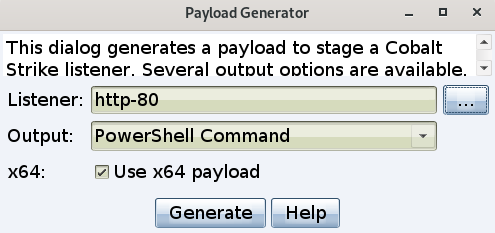 Payload Generator
This dialog generates a payload to stage a Cobalt
Strike listener. Several output options are available.
Listener: http-80 ...
Output: PowerShell Command
x64: Use x64 payload
Generate Help